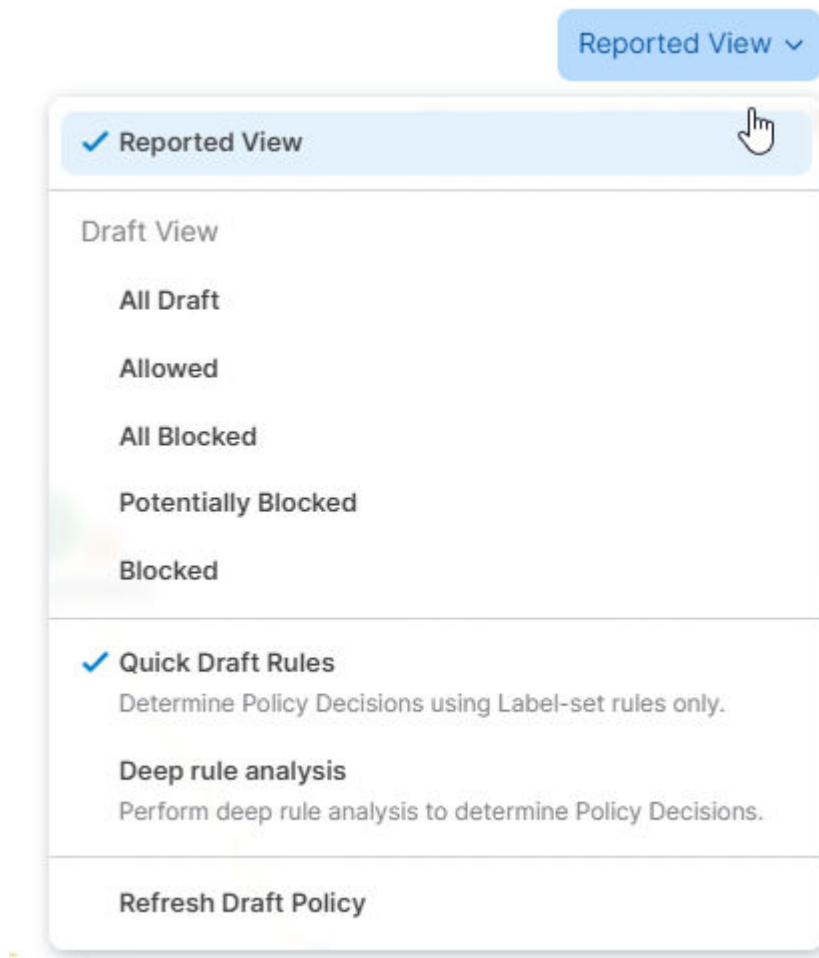 Reported View
Reported View
Draft View
All Draft
Allowed
All Blocked
Potentially Blocked
Blocked
Quick Draft Rules
Determine Policy Decisions using Label-set rules only.
Deep rule analysis
Perform deep rule analysis to determine Policy Decisions.
Refresh Draft Policy